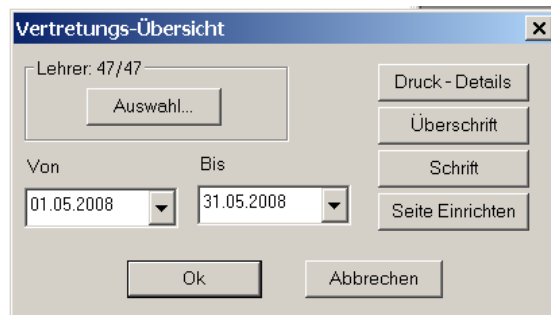 Vertretungs-Übersicht
Lehrer: 47/47
Auswahl...
Von
Bis
01.05.2008
31.05.2008
Druck - Details
Überschrift
Schrift
Seite Einrichten
Ok
Abbrechen